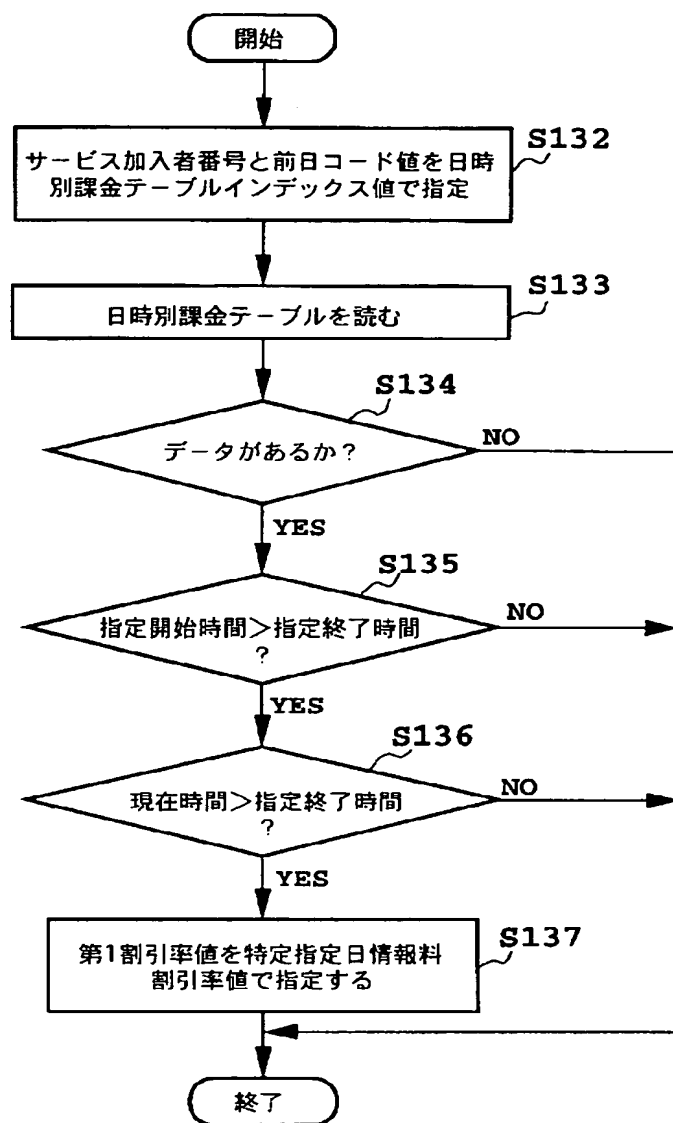 開始
S132
サービス加入者番号と前日コード値を日時
別課金テーブルインデックス値で指定
S133
日時別課金テーブルを読む
S134
データがあるか？
NO
YES
S135
指定開始時間＞指定終了時間
？
NO
YES
S136
現在時間＞指定終了時間
？
NO
YES
S137
第1割引率値を特定指定日情報料
割引率値で指定する
終了